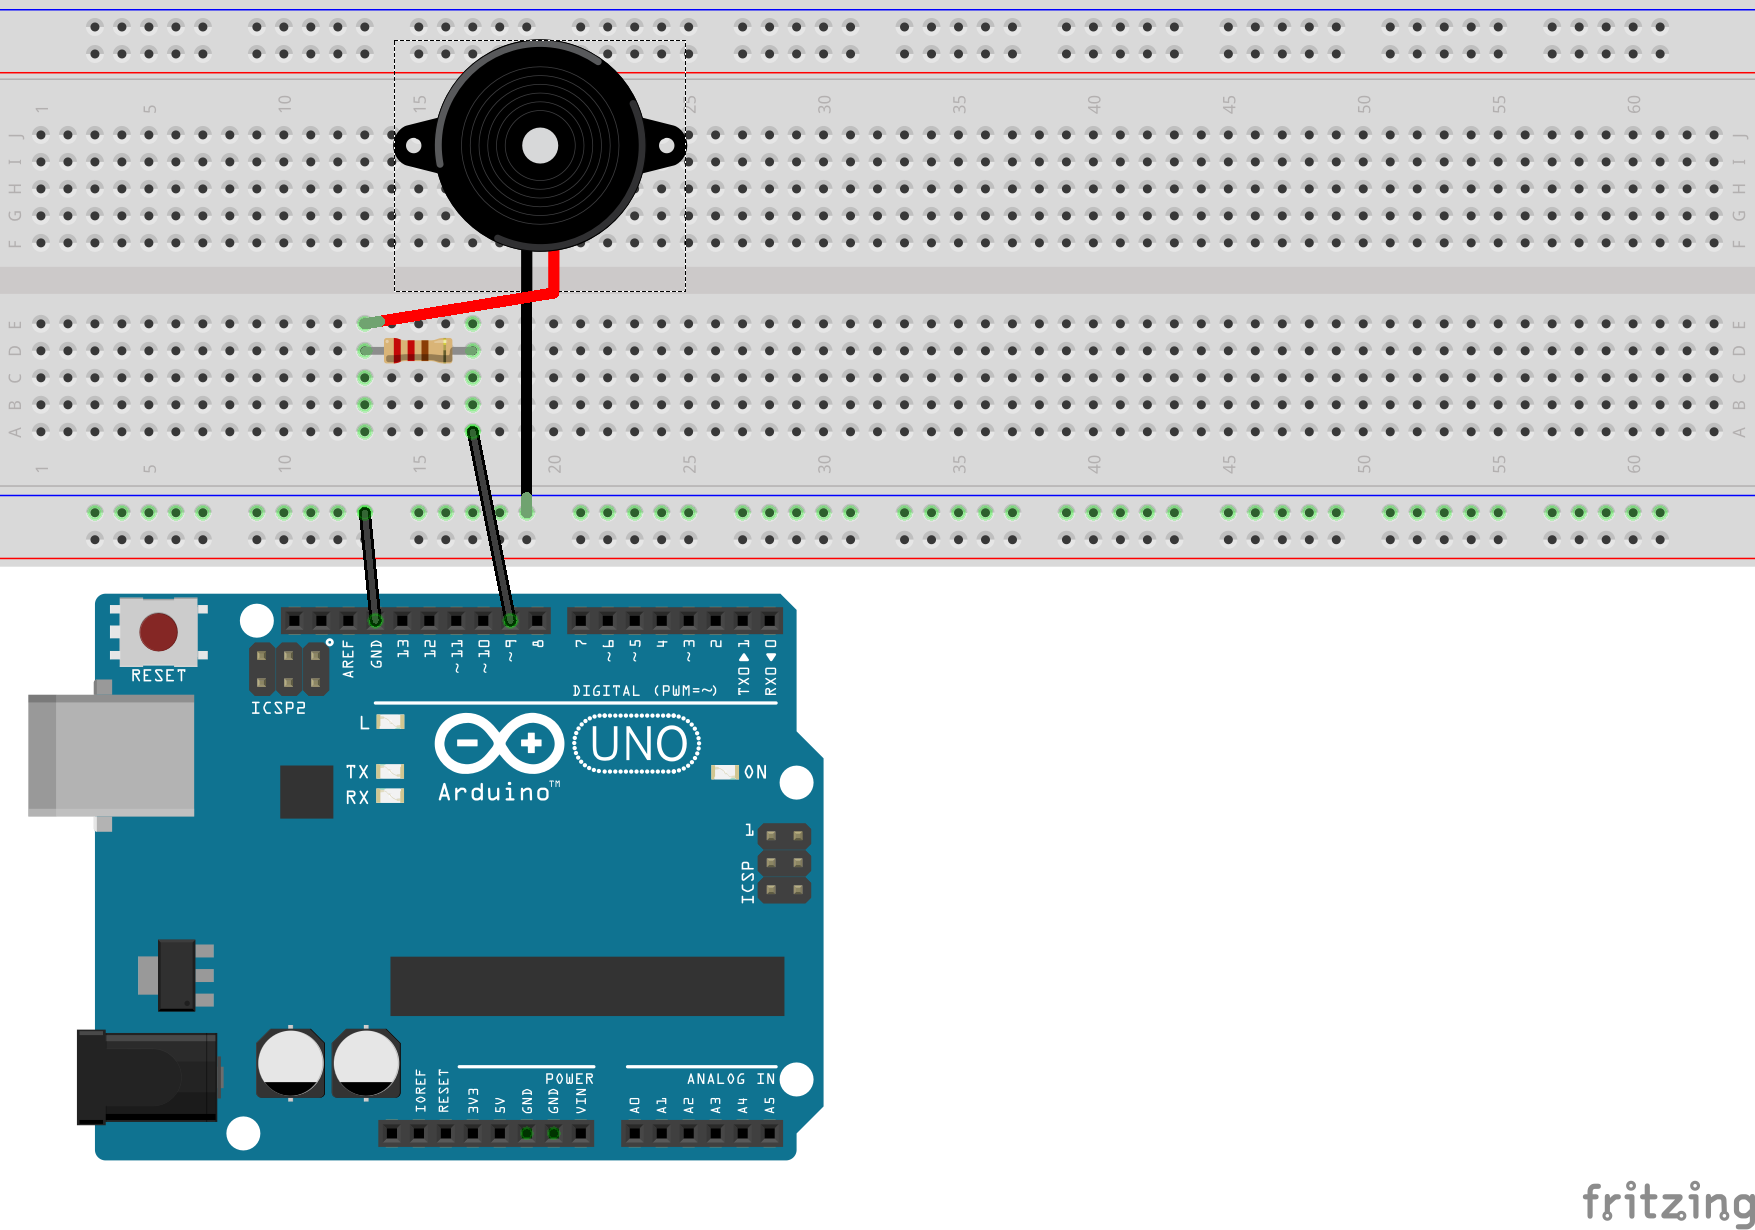 1 5 10 15 25 30 35 40 45 50 55 60
J J
I I
H H
G G
F F
E E
D D
C C
B B
A A
1 5 10 15 20 25 30 35 40 45 50 55 60
RESET
ICSP2
AREF GND 13 12 ~11 ~10 ~9 8 7 ~6 ~5 4 ~3 2 TX0▶1 RX0◀0
DIGITAL (PWM=~)
L
TX
RX
UNO
Arduino™
ON
1
ICSP
POWER
ANALOG IN
IOREF RESET 3V3 5V GND GND VIN A0 A1 A2 A3 A4 A5
fritzing